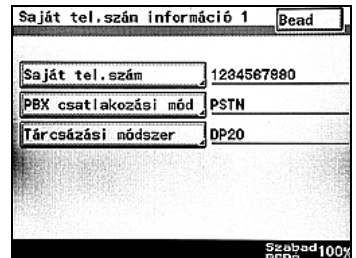 Saját tel.szám információ 1 Bead
Saját tel.szám 1234567880
PBX csatlakozási mód PSTN
Tárcsázási módszer DP20
Szabad 100%